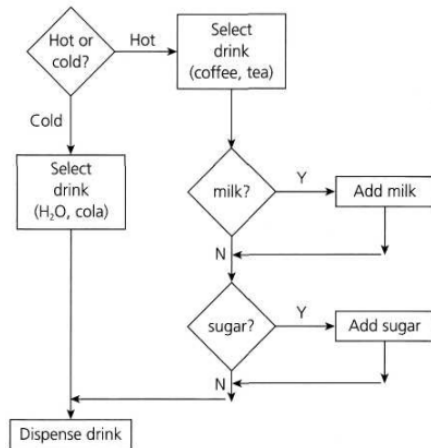 Hot or
cold?
Hot
Select
drink
(coffee, tea)
Cold
Select
drink
(H₂O, cola)
milk?
Y
Add milk
N
sugar?
Y
Add sugar
N
Dispense drink